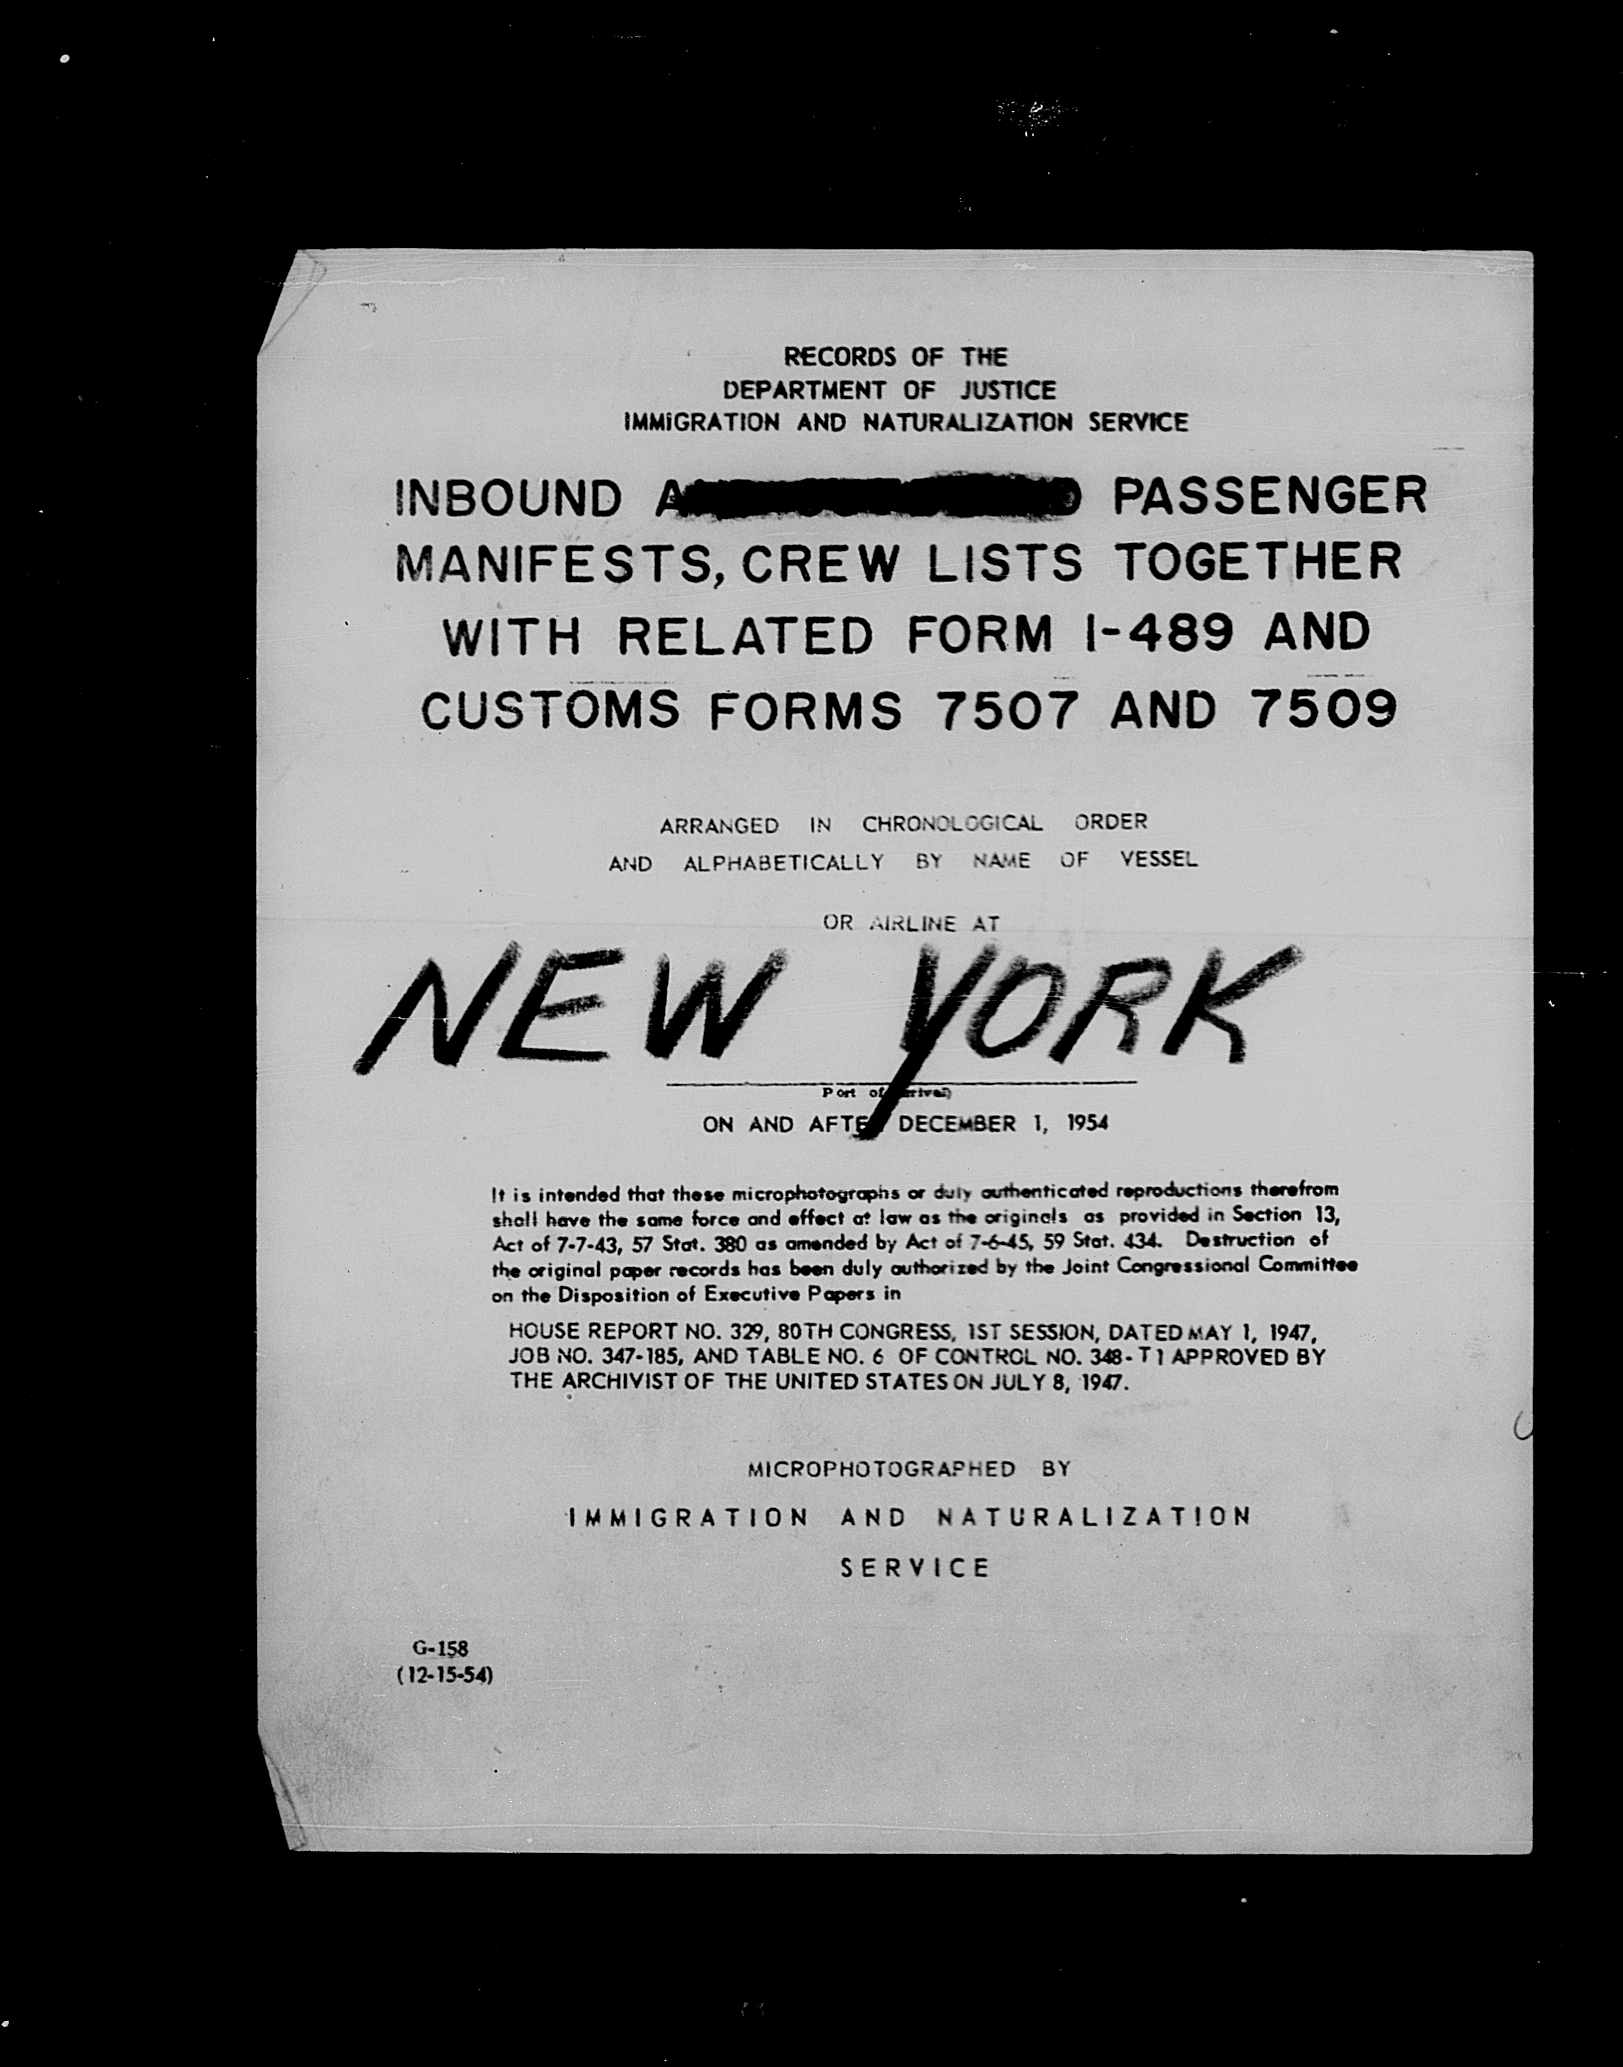 RECORDS OF THE
DEPARTMENT OF JUSTICE
IMMIGRATION AND NATURALIZATION SERVICE
INBOUND PASSENGER
MANIFESTS, CREW LISTS TOGETHER
WITH RELATED FORM I-489 AND
CUSTOMS FORMS 7507 AND 7509
ARRANGED IN CHRONOLOGICAL ORDER
AND ALPHABETICALLY BY NAME OF VESSEL
OR AIRLINE AT
NEW YORK
Port of
ON AND AFTER DECEMBER 1, 1954
It is intended that these microphotographs or duly authenticated reproductions therefrom
shall have the same force and effect at law as the originals as provided in Section 13,
Act of 7-7-43, 57 Stat. 380 as amended by Act of 7-6-45, 59 Stat. 434. Destruction of
the original paper records has been duly authorized by the Joint Congressional Committee
on the Disposition of Executive Papers in
HOUSE REPORT NO. 329, 80TH CONGRESS, 1ST SESSION, DATED MAY 1, 1947,
JOB NO. 347-185, AND TABLE NO. 6 OF CONTROL NO. 348-T1 APPROVED BY
THE ARCHIVIST OF THE UNITED STATES ON JULY 8, 1947.
MICROPHOTOGRAPHED BY
IMMIGRATION AND NATURALIZATION
SERVICE
G-158
(12-15-54)